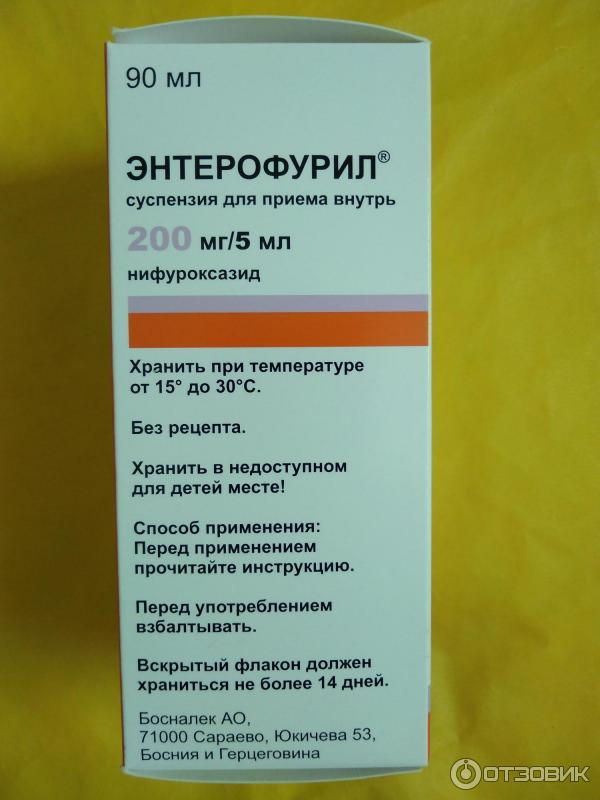 90 мл
ЭНТЕРОФУРИЛ®
суспензия для приема внутрь
200 мг/5 мл
нифуроксазид
Хранить при температуре
от 15° до 30°С.
Без рецепта.
Хранить в недоступном
для детей месте!
Способ применения:
Перед применением
прочитайте инструкцию.
Перед употреблением
взбалтывать.
Вскрытый флакон должен
храниться не более 14 дней.
Босналек АО,
71000 Сараево, Юкичева 53,
Босния и Герцеговина
ОТЗОВИК